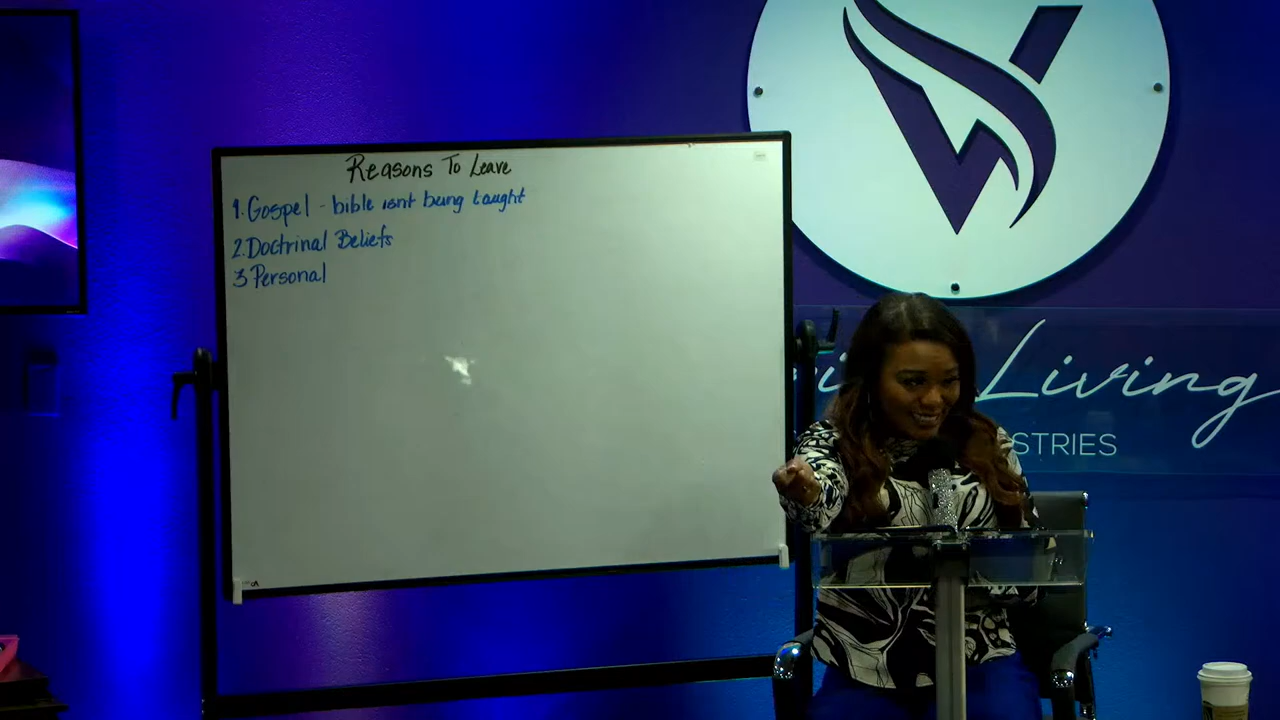 Reasons To Leave
1. Gospel - bible isnt being taught
2. Doctrinal Beliefs
3 Personal
Living
STRIES